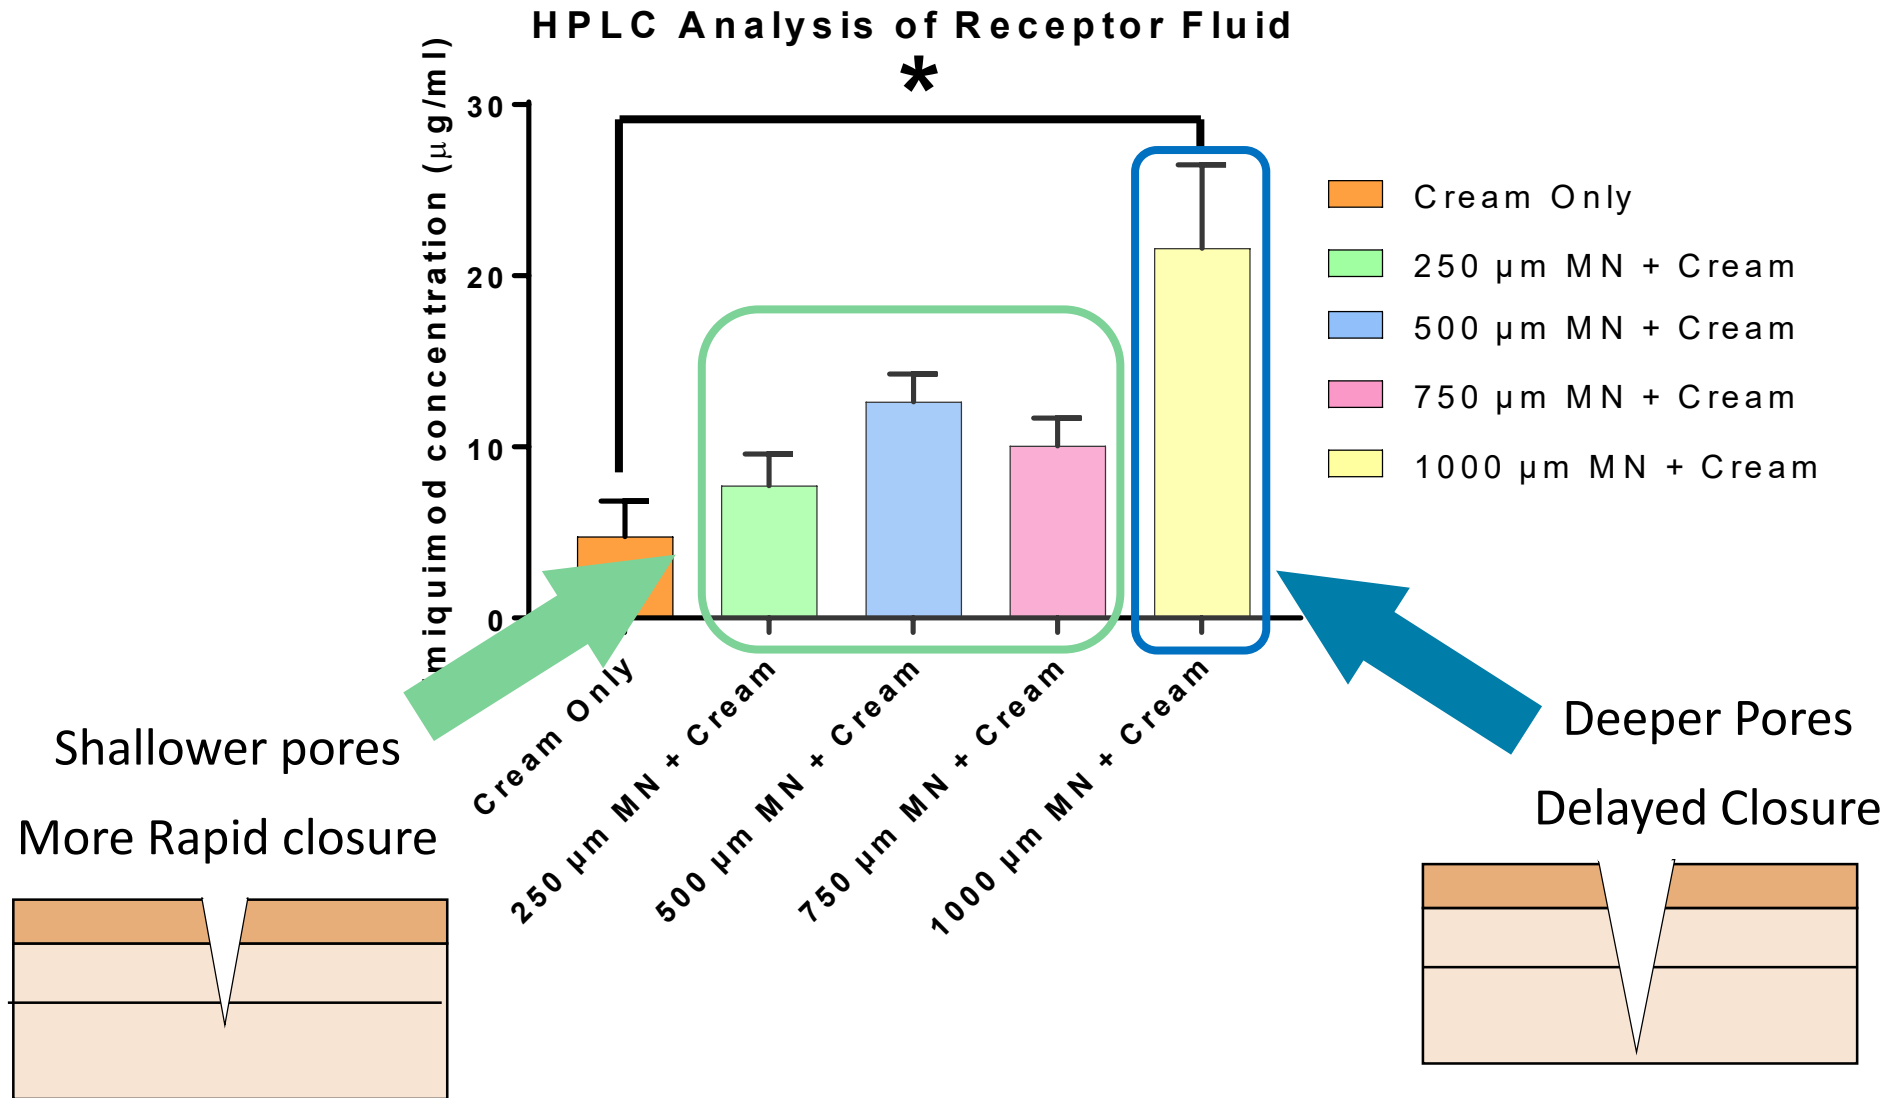 HPLC Analysis of Receptor Fluid
*
miquimod concentration (µg/ml)
30
20
10
0
Cream Only
250 µm MN + Cream
500 µm MN + Cream
750 µm MN + Cream
1000 µm MN + Cream
Cream Only
250 µm MN + Cream
500 µm MN + Cream
750 µm MN + Cream
1000 µm MN + Cream
Shallower pores
More Rapid closure
Deeper Pores
Delayed Closure